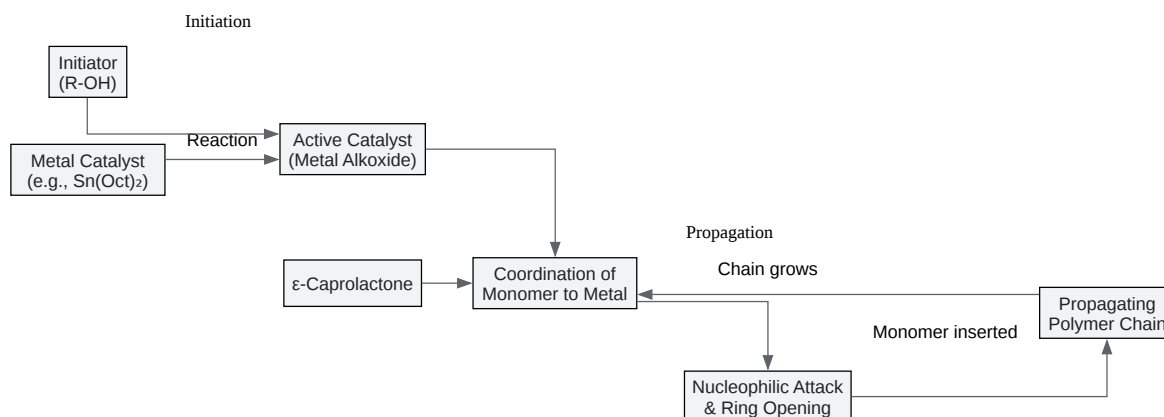 Initiation
Initiator
(R-OH)
Reaction
Metal Catalyst
(e.g., Sn(Oct)₂)
Active Catalyst
(Metal Alkoxide)
Propagation
ε-Caprolactone
Coordination of
Monomer to Metal
Chain grows
Propagating
Polymer Chain
Monomer inserted
Nucleophilic Attack
& Ring Opening